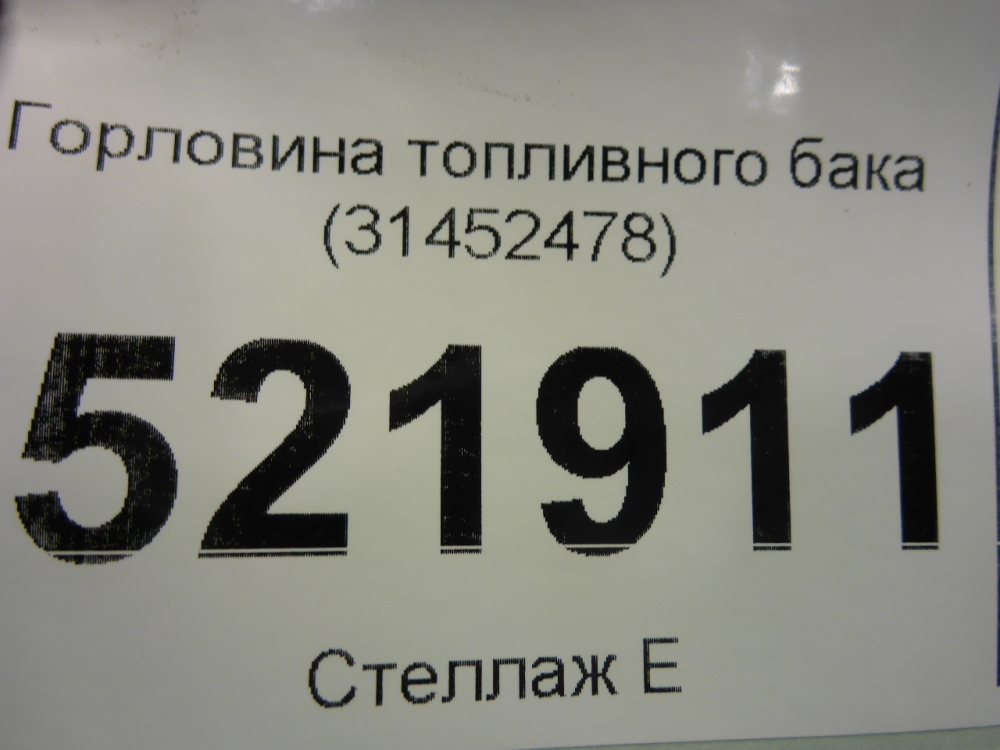 Горловина топливного бака
(31452478)
521911
Стеллаж Е